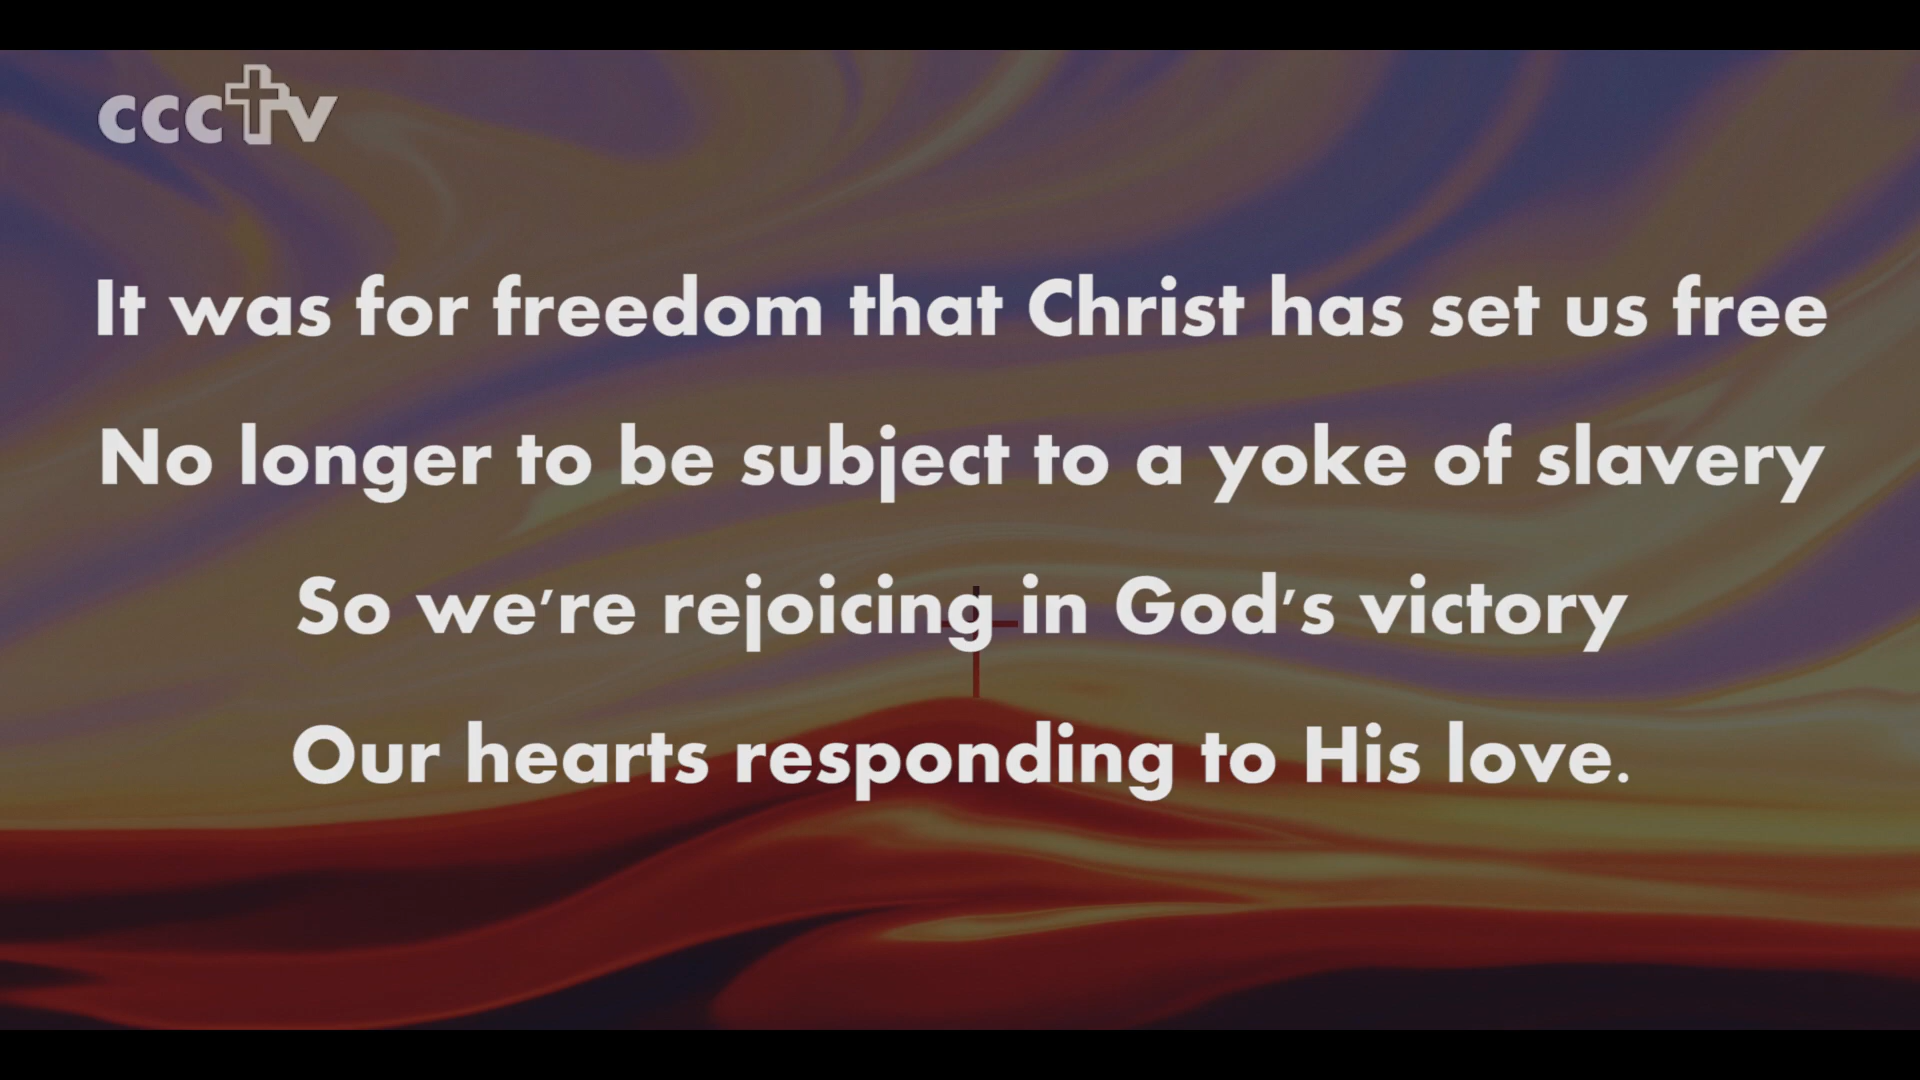 ccctv
It was for freedom that Christ has set us free
No longer to be subject to a yoke of slavery
So we're rejoicing in God's victory
Our hearts responding to His love.